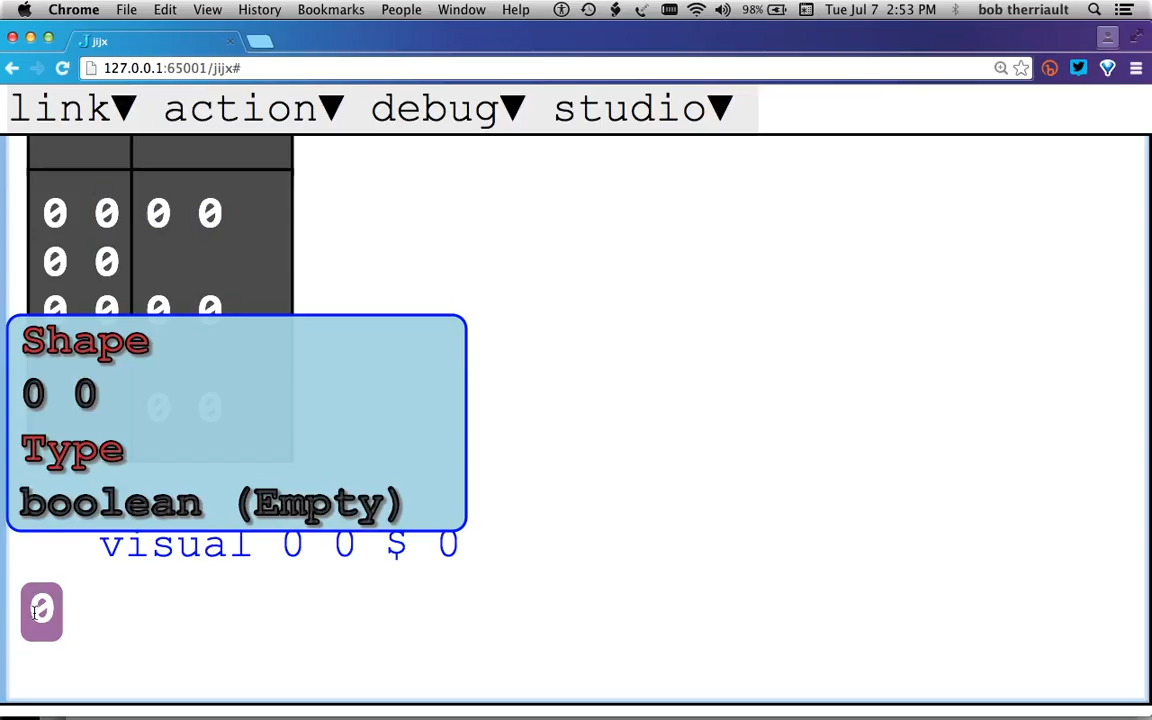 Chrome File Edit View History Bookmarks People Window Help 98% Tue Jul 7 2:53 PM bob therriault
jijx
127.0.0.1:65001/jijx#
link▼ action▼ debug▼ studio▼
0 0 0 0
0 0
0 0 0 0
Shape
0 0
0 0
Type
boolean (Empty)
visual 0 0 $ 0
0